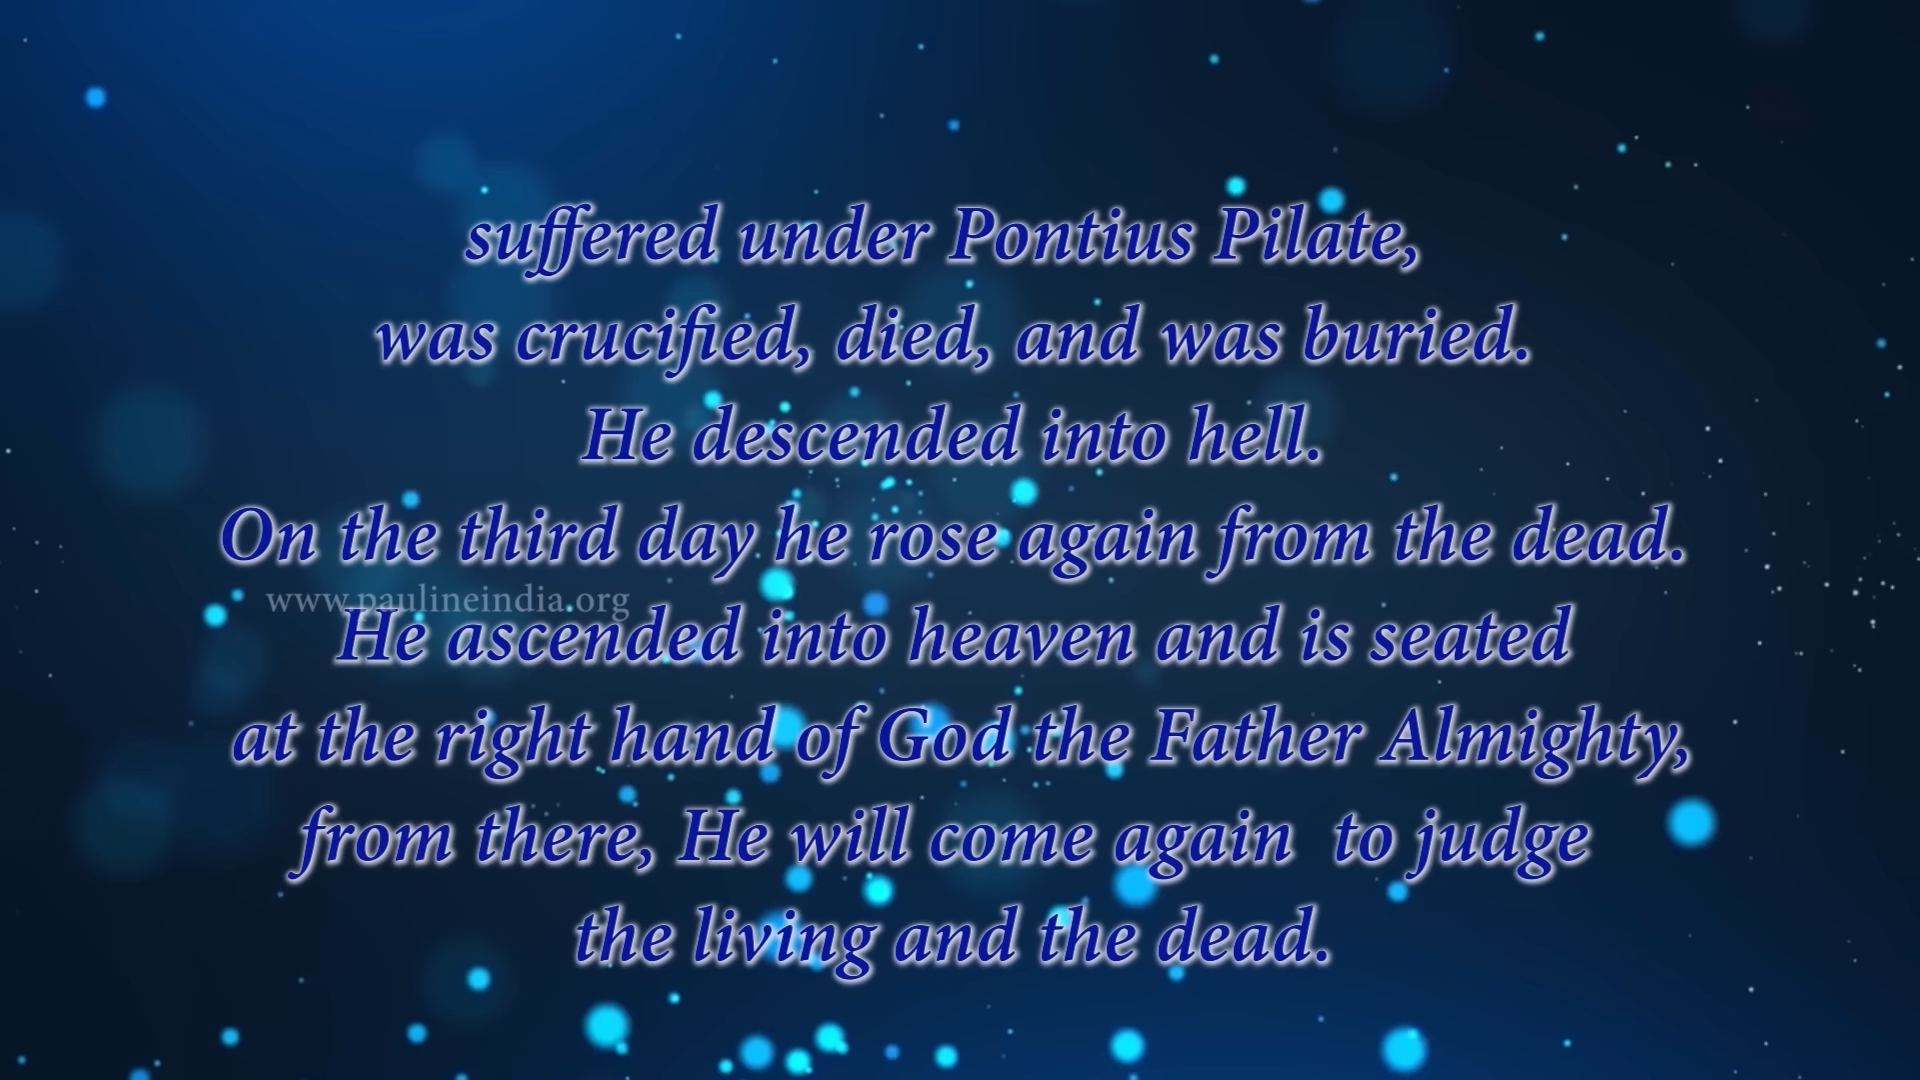 suffered under Pontius Pilate,
was crucified, died, and was buried.
He descended into hell.
On the third day he rose again from the dead.
www.paulineindia.org
He ascended into heaven and is seated
at the right hand of God the Father Almighty,
from there, He will come again  to judge
the living and the dead.